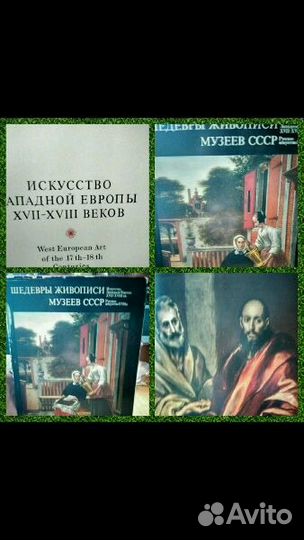 ИСКУССТВО
АПАДНОЙ ЕВРОПЫ
XVII-XVIII ВЕКОВ
West European Art
of the 17th-18th
ЕДЕВРЫ ЖИВОПИСИ
МУЗЕЕВ СССР
ШЕДЕВРЫ ЖИВОПИСИ
МУЗЕЕВ СССР
Avito